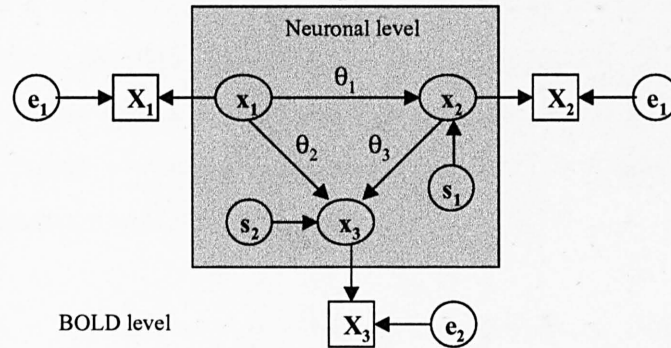 Neuronal level
e₁ X₁ x₁ θ₁ x₂ X₂ e₁
θ₂ θ₃
s₁
s₂ x₃
BOLD level X₃ e₂